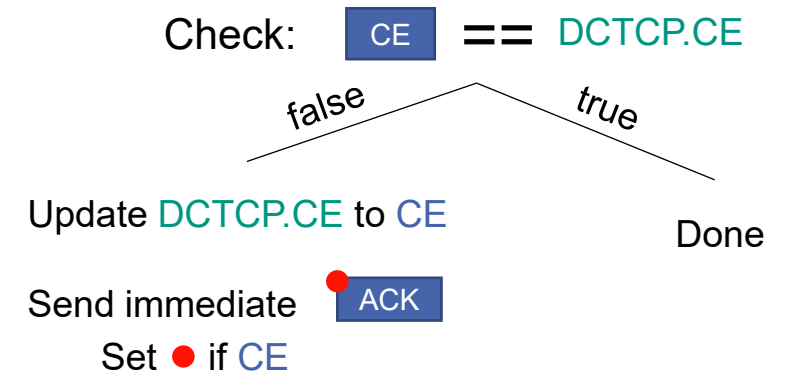 Check: CE == DCTCP.CE
false true
Update DCTCP.CE to CE
Done
Send immediate ACK
Set ● if CE